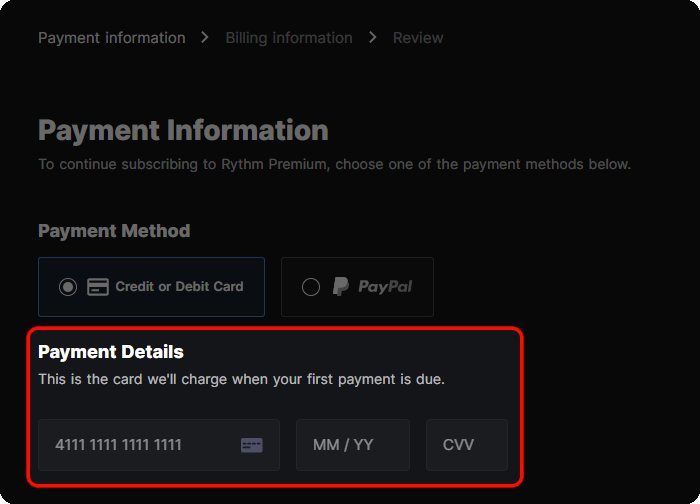 Payment information > Billing information > Review
Payment Information
To continue subscribing to Rythm Premium, choose one of the payment methods below.
Payment Method
Credit or Debit Card PayPal
Payment Details
This is the card we'll charge when your first payment is due.
4111 1111 1111 1111 MM / YY CVV